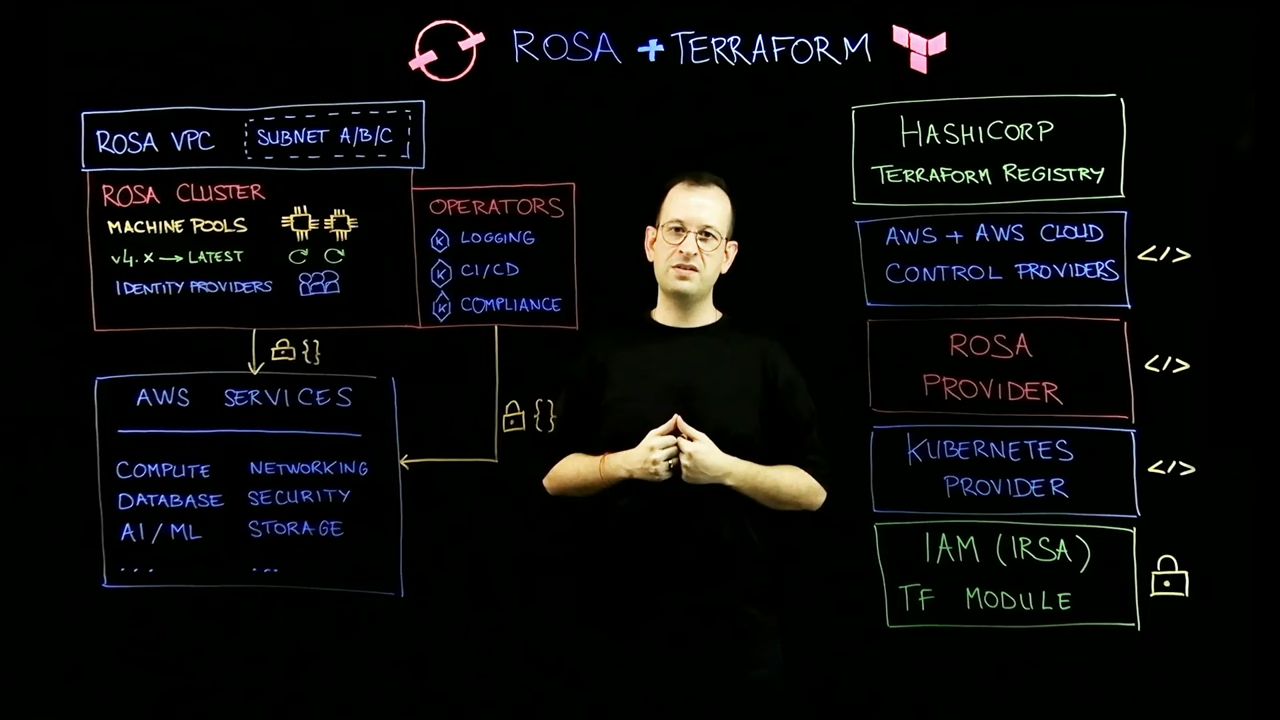 ROSA + TERRAFORM
ROSA VPC
SUBNET A/B/C
ROSA CLUSTER
MACHINE POOLS
v4.x → LATEST
IDENTITY PROVIDERS
OPERATORS
K LOGGING
K CI/CD
K COMPLIANCE
{}
{}
AWS SERVICES
COMPUTE
DATABASE
AI/ML
...
NETWORKING
SECURITY
STORAGE
...
HASHICORP
TERRAFORM REGISTRY
AWS + AWS CLOUD
CONTROL PROVIDERS
</>
ROSA
PROVIDER
</>
KUBERNETES
PROVIDER
</>
IAM (IRSA)
TF MODULE